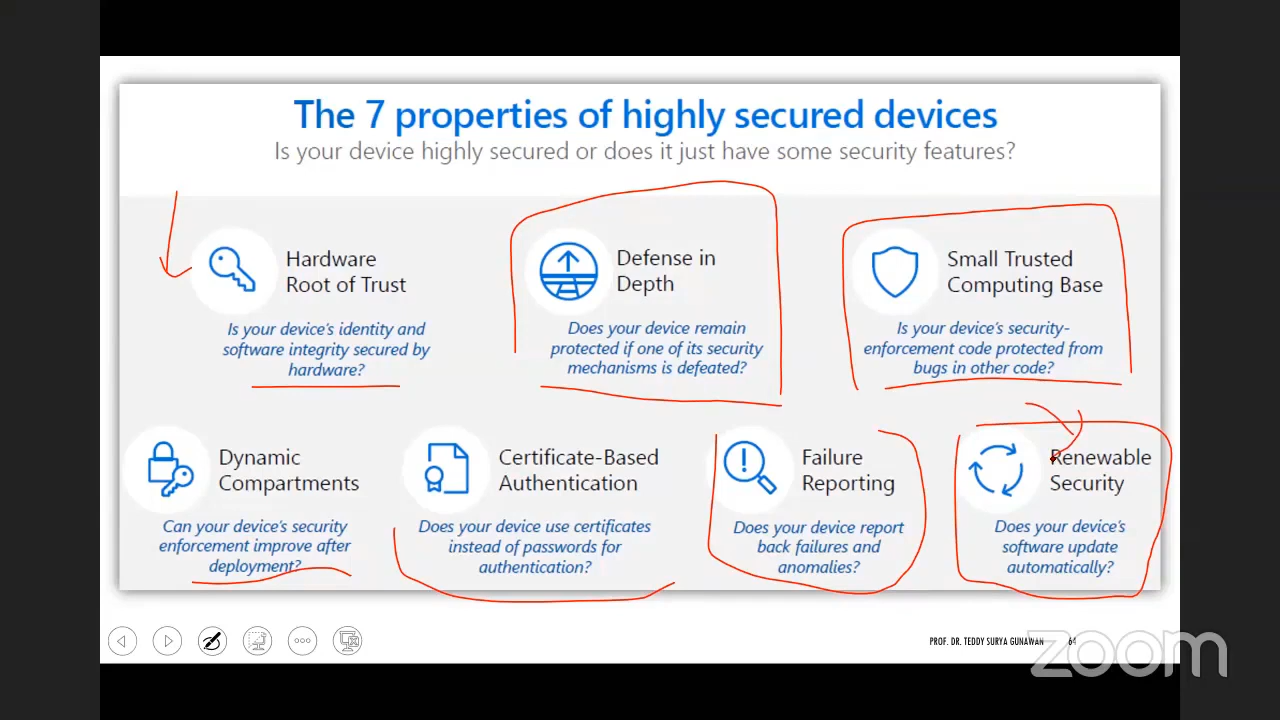 The 7 properties of highly secured devices
Is your device highly secured or does it just have some security features?
Hardware
Root of Trust
Is your device's identity and
software integrity secured by
hardware?
Defense in
Depth
Does your device remain
protected if one of its security
mechanisms is defeated?
Small Trusted
Computing Base
Is your device's security-
enforcement code protected from
bugs in other code?
Dynamic
Compartments
Can your device's security
enforcement improve after
deployment?
Certificate-Based
Authentication
Does your device use certificates
instead of passwords for
authentication?
Failure
Reporting
Does your device report
back failures and
anomalies?
Renewable
Security
Does your device's
software update
automatically?
PROF. DR. TEDDY SURYA GUNAWAN 64
zoom